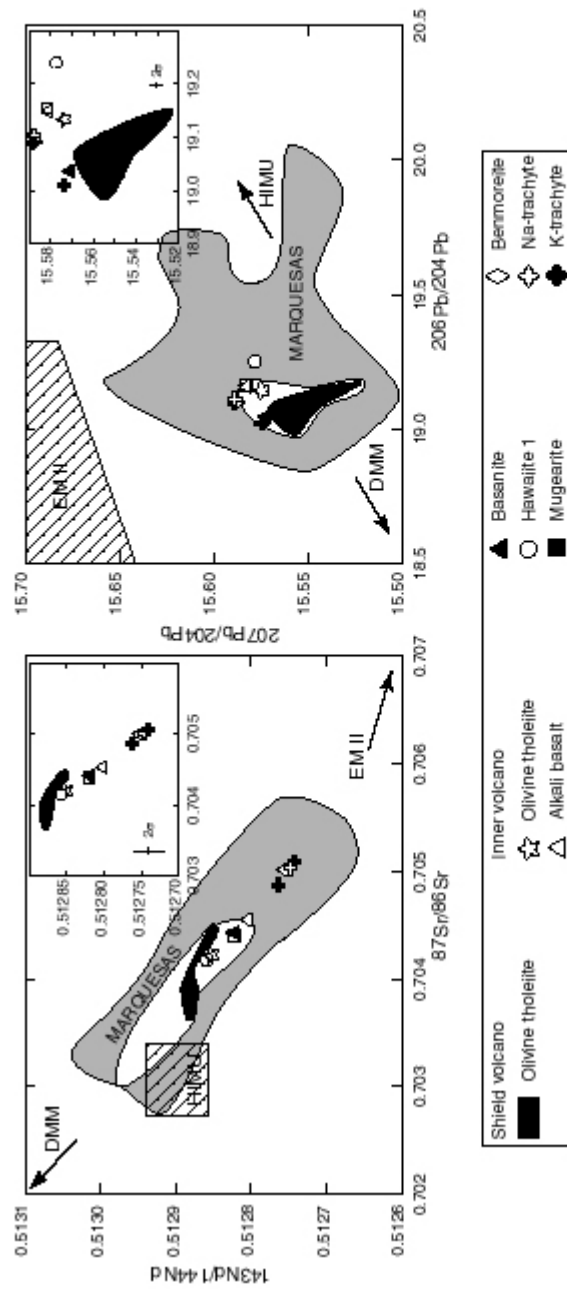 0.5131
0.5130
0.5129
0.5128
0.5127
0.5126
143Nd/144Nd
0.702
0.703
0.704
0.705
0.706
0.707
87Sr/86Sr
DMM
MARQUESAS
HIMU
EM II
0.51285
0.51280
0.51275
0.51270
0.703
0.704
0.705
2σ
15.70
15.65
15.60
15.55
15.50
207Pb/204Pb
18.5
19.0
19.5
20.0
20.5
206Pb/204Pb
EM II
MARQUESAS
HIMU
DMM
15.58
15.56
15.54
15.52
18.9
19.0
19.1
19.2
2σ
Shield volcano
Olivine tholeiite
Inner volcano
Olivine tholeiite
Alkali basalt
Basanite
Hawaiite 1
Mugearite
Benmoreite
Na-trachyte
K-trachyte